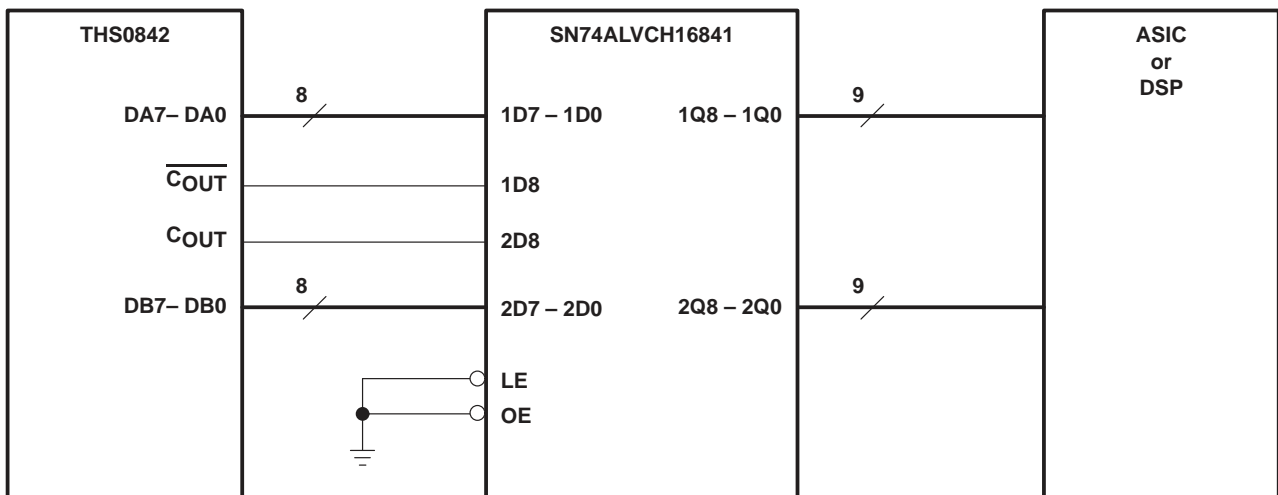 THS0842
SN74ALVCH16841
ASIC
or
DSP
DA7– DA0
8
1D7 – 1D0
1Q8 – 1Q0
9
COUT
1D8
COUT
2D8
DB7– DB0
8
2D7 – 2D0
2Q8 – 2Q0
9
LE
OE